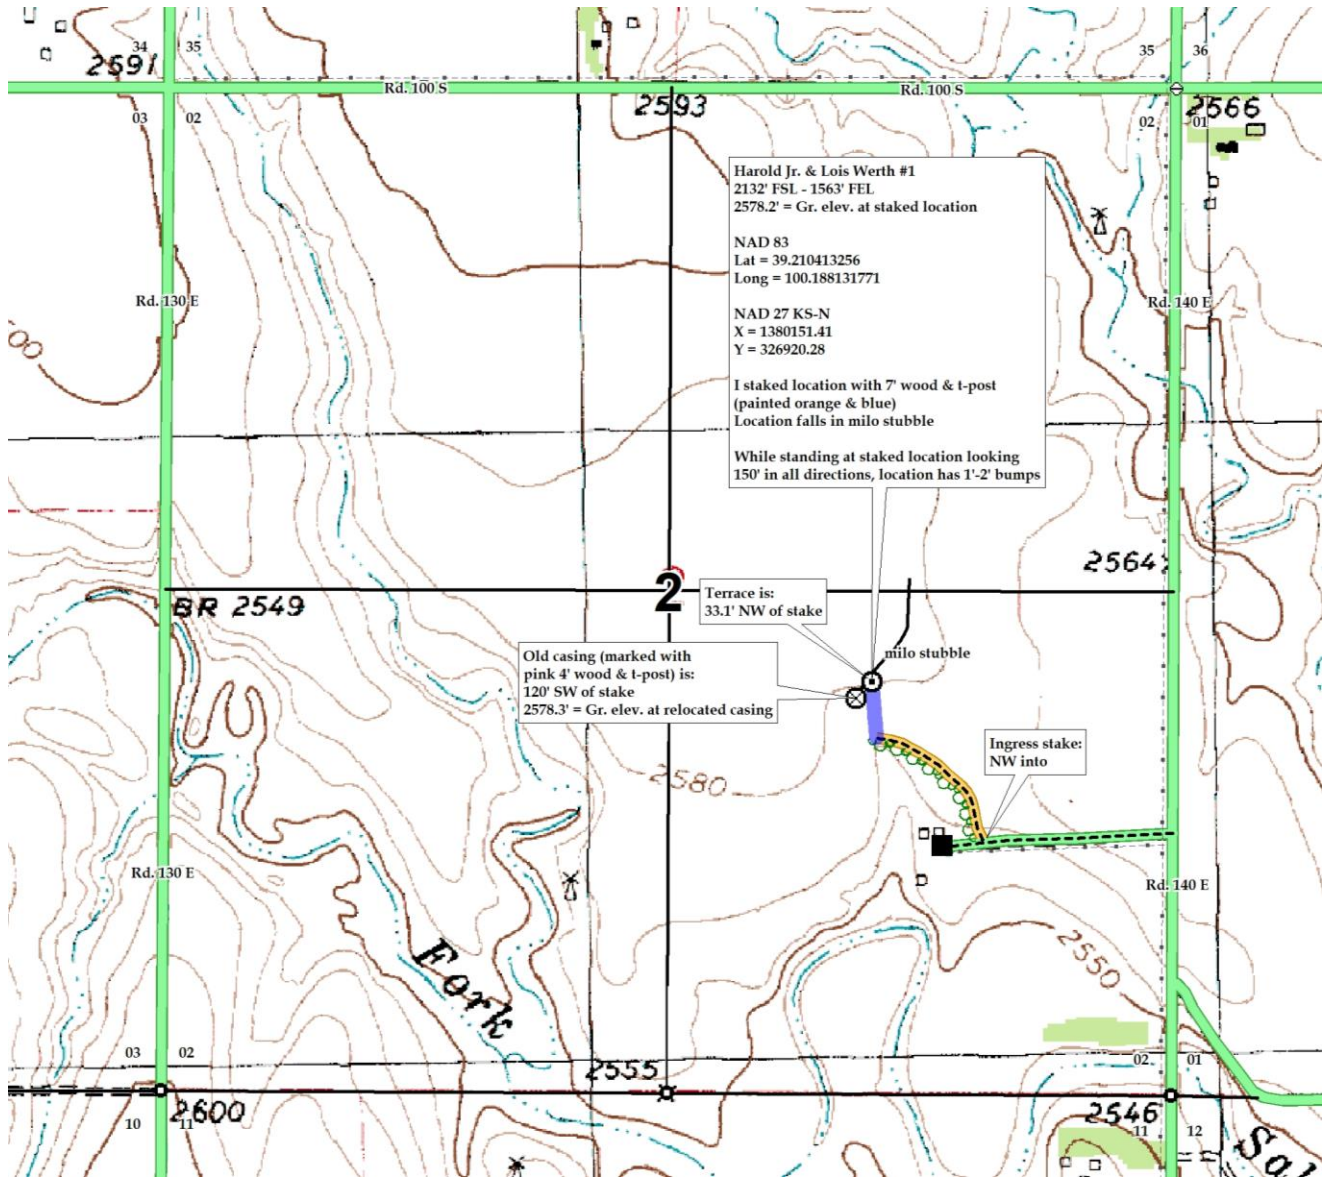 34
35
35
36
2591
Rd. 100 S
Rd. 100 S
03
02
2593
02
01
2566
Harold Jr. & Lois Werth #1
2132' FSL - 1563' FEL
2578.2' = Gr. elev. at staked location
NAD 83
Lat = 39.210413256
Long = 100.188131771
NAD 27 KS-N
X = 1380151.41
Y = 326920.28
I staked location with 7' wood & t-post
(painted orange & blue)
Location falls in milo stubble
While standing at staked location looking
150' in all directions, location has 1'-2' bumps
Rd. 130 E
Rd. 140 E
00
2564
2
BR 2549
Terrace is:
33.1' NW of stake
milo stubble
Old casing (marked with
pink 4' wood & t-post) is:
120' SW of stake
2578.3' = Gr. elev. at relocated casing
Ingress stake:
NW into
2580
Rd. 130 E
Rd. 140 E
Fork
2550
03
02
2555
02
01
2600
2546
10
11
11
12
Sal